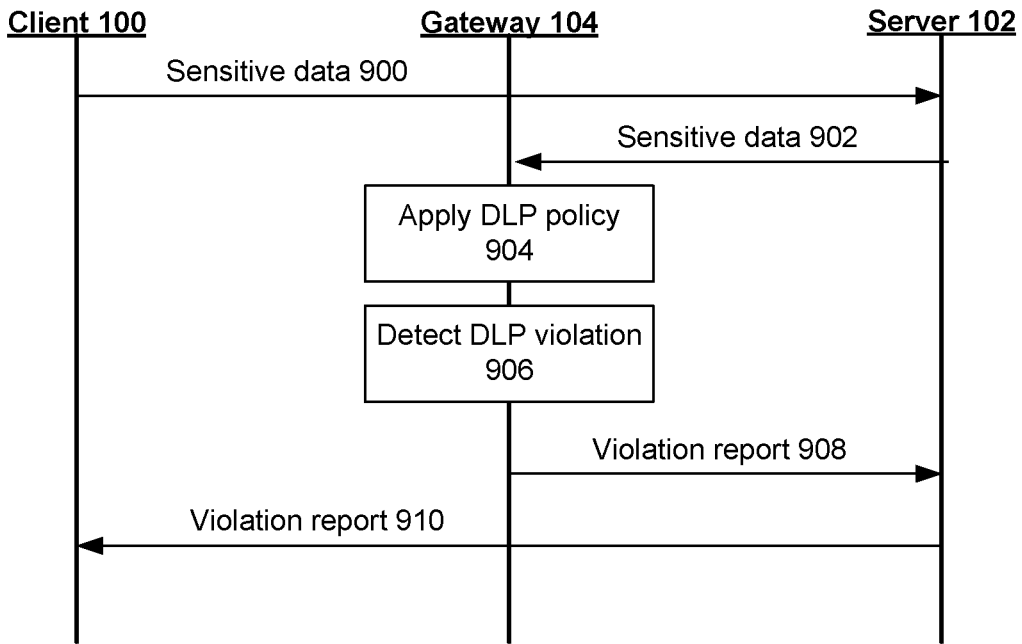 Client 100
Gateway 104
Server 102
Sensitive data 900
Sensitive data 902
Apply DLP policy
904
Detect DLP violation
906
Violation report 908
Violation report 910